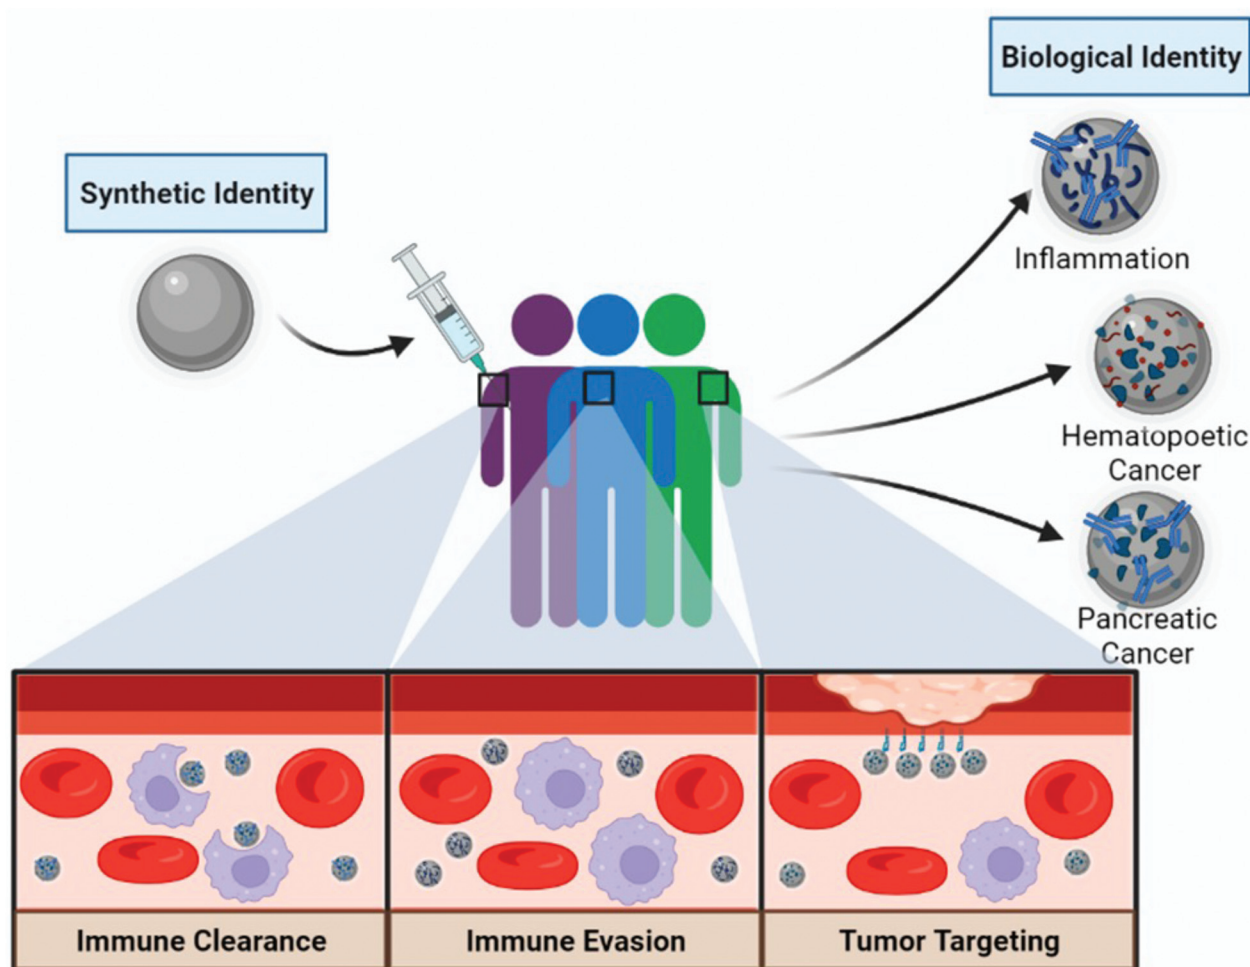 Biological Identity
Synthetic Identity
Inflammation
Hematopoetic
Cancer
Pancreatic
Cancer
Immune Clearance
Immune Evasion
Tumor Targeting